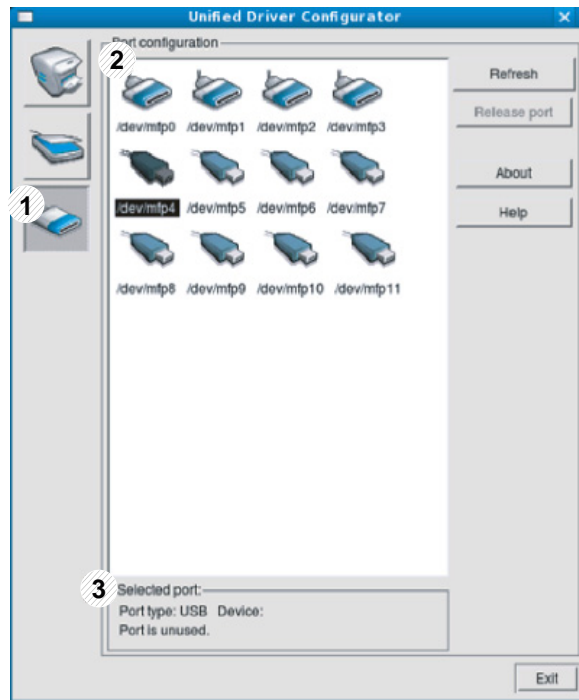 Unified Driver Configurator
Port configuration
2
Refresh
/dev/mfp0 /dev/mfp1 /dev/mfp2 /dev/mfp3
Release port
About
1
/dev/mfp4 /dev/mfp5 /dev/mfp6 /dev/mfp7
Help
/dev/mfp8 /dev/mfp9 /dev/mfp10 /dev/mfp11
3
Selected port:
Port type: USB Device:
Port is unused.
Exit